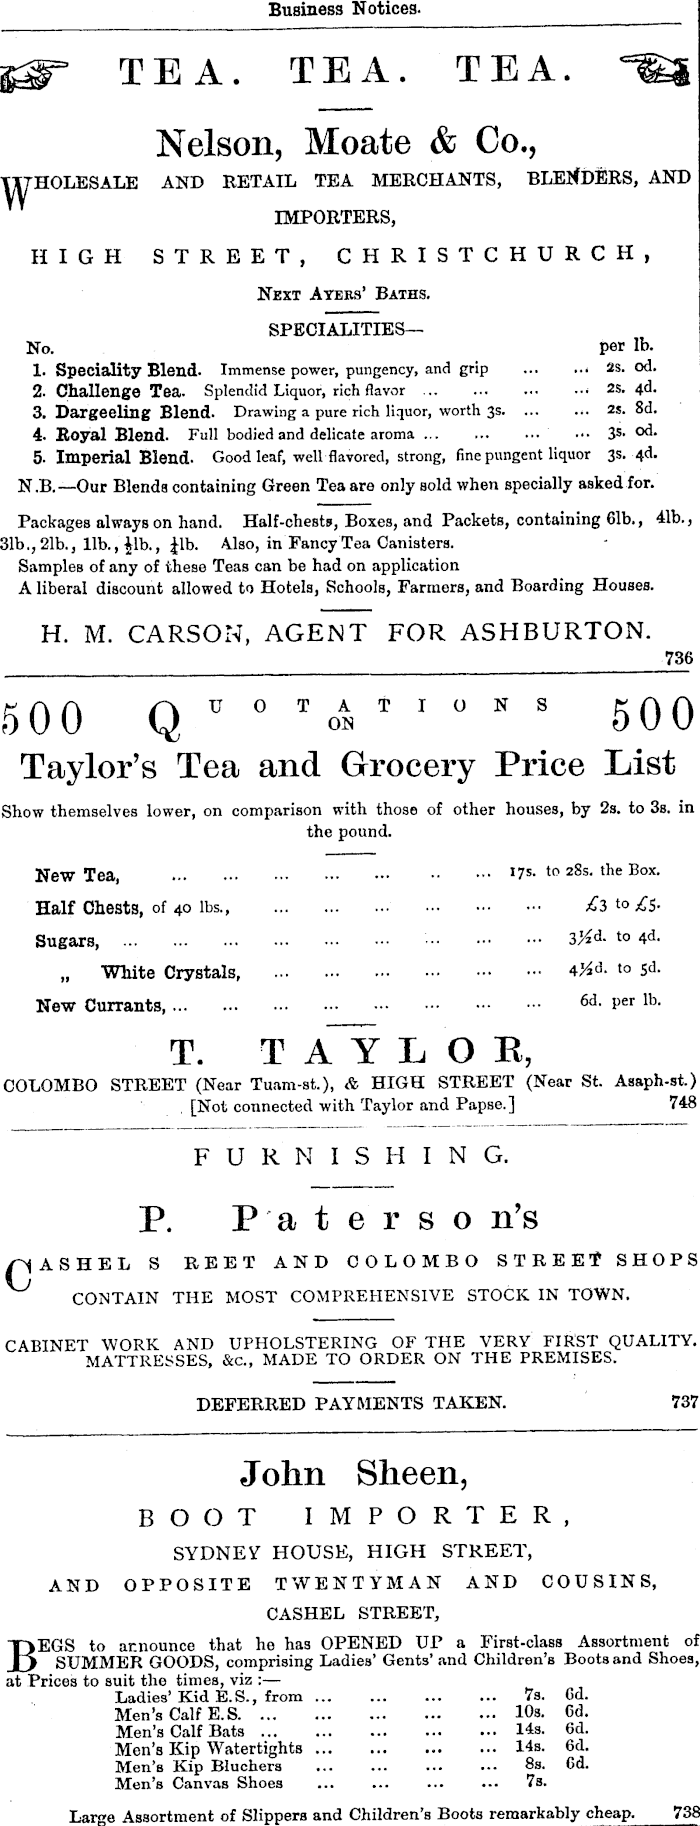 Business Notices.
TEA. TEA. TEA.
Nelson, Moate & Co.,
WHOLESALE AND RETAIL TEA MERCHANTS, BLENDERS, AND
IMPORTERS,
HIGH STREET, CHRISTCHURCH,
NEXT AYERS' BATHS.
SPECIALITIES—
No. per lb.
1. Speciality Blend. Immense power, pungency, and grip ... ... 2s. 0d.
2. Challenge Tea. Splendid Liquor, rich flavor ... ... ... ... 2s. 4d.
3. Dargeeling Blend. Drawing a pure rich liquor, worth 3s. ... ... 2s. 8d.
4. Royal Blend. Full bodied and delicate aroma ... ... ... ... 3s. 0d.
5. Imperial Blend. Good leaf, well flavored, strong, fine pungent liquor 3s. 4d.
N.B.—Our Blends containing Green Tea are only sold when specially asked for.
Packages always on hand. Half-chests, Boxes, and Packets, containing 6lb., 4lb.,
3lb., 2lb., 1lb., ½lb., ¼lb. Also, in Fancy Tea Canisters.
Samples of any of these Teas can be had on application
A liberal discount allowed to Hotels, Schools, Farmers, and Boarding Houses.
H. M. CARSON, AGENT FOR ASHBURTON.
736
500 QUOTATIONS 500
ON
Taylor's Tea and Grocery Price List
Show themselves lower, on comparison with those of other houses, by 2s. to 3s. in
the pound.
New Tea, ... ... ... ... ... .. ... 17s. to 28s. the Box.
Half Chests, of 40 lbs., ... ... ... ... ... ... £3 to £5.
Sugars, ... ... ... ... ... ... ... ... ... 3½d. to 4d.
„ White Crystals, ... ... ... ... ... ... 4½d. to 5d.
New Currants, ... ... ... ... ... ... ... ... 6d. per lb.
T. TAYLOR,
COLOMBO STREET (Near Tuam-st.), & HIGH STREET (Near St. Asaph-st.)
[Not connected with Taylor and Papse.] 748
FURNISHING.
P. Paterson's
CASHEL S REET AND COLOMBO STREET SHOPS
CONTAIN THE MOST COMPREHENSIVE STOCK IN TOWN.
CABINET WORK AND UPHOLSTERING OF THE VERY FIRST QUALITY.
MATTRESSES, &c., MADE TO ORDER ON THE PREMISES.
DEFERRED PAYMENTS TAKEN. 737
John Sheen,
BOOT IMPORTER,
SYDNEY HOUSE, HIGH STREET,
AND OPPOSITE TWENTYMAN AND COUSINS,
CASHEL STREET,
BEGS to announce that he has OPENED UP a First-class Assortment of
SUMMER GOODS, comprising Ladies' Gents' and Children's Boots and Shoes,
at Prices to suit the times, viz :—
Ladies' Kid E.S., from ... ... ... ... 7s. 6d.
Men's Calf E.S. ... ... ... ... ... 10s. 6d.
Men's Calf Bats ... ... ... ... ... 14s. 6d.
Men's Kip Watertights ... ... ... ... 14s. 6d.
Men's Kip Bluchers ... ... ... ... 8s. 6d.
Men's Canvas Shoes ... ... ... ... 7s.
Large Assortment of Slippers and Children's Boots remarkably cheap. 738